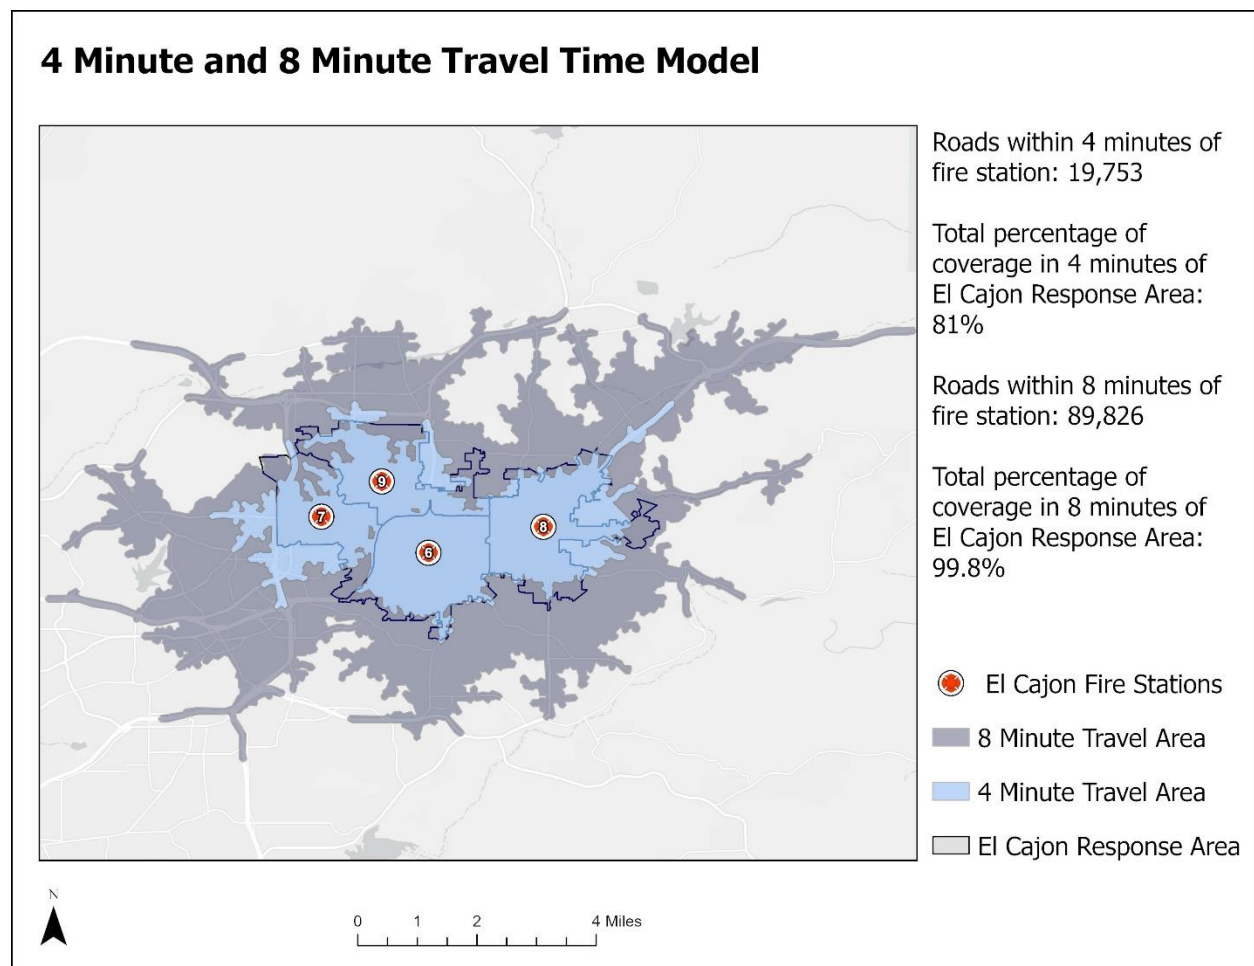 4 Minute and 8 Minute Travel Time Model
Roads within 4 minutes of
fire station: 19,753
Total percentage of
coverage in 4 minutes of
El Cajon Response Area:
81%
Roads within 8 minutes of
fire station: 89,826
Total percentage of
coverage in 8 minutes of
El Cajon Response Area:
99.8%
9
7
8
6
El Cajon Fire Stations
8 Minute Travel Area
4 Minute Travel Area
El Cajon Response Area
N
0 1 2 4 Miles